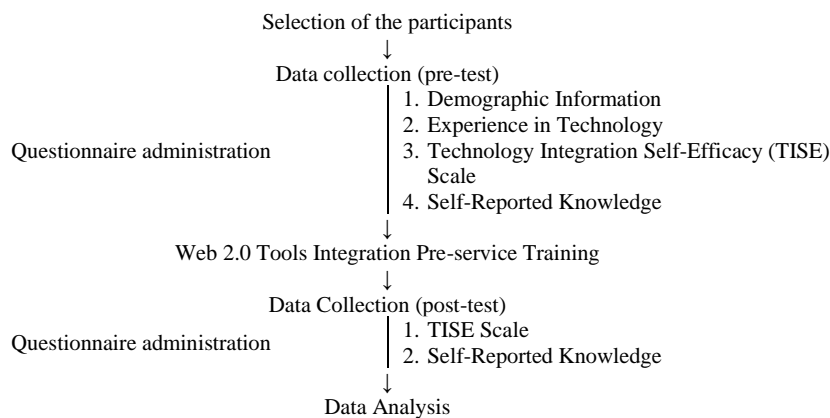 Selection of the participants
↓
Data collection (pre-test)
1. Demographic Information
2. Experience in Technology
Questionnaire administration
3. Technology Integration Self-Efficacy (TISE)
Scale
4. Self-Reported Knowledge
↓
Web 2.0 Tools Integration Pre-service Training
↓
Data Collection (post-test)
1. TISE Scale
Questionnaire administration
2. Self-Reported Knowledge
↓
Data Analysis